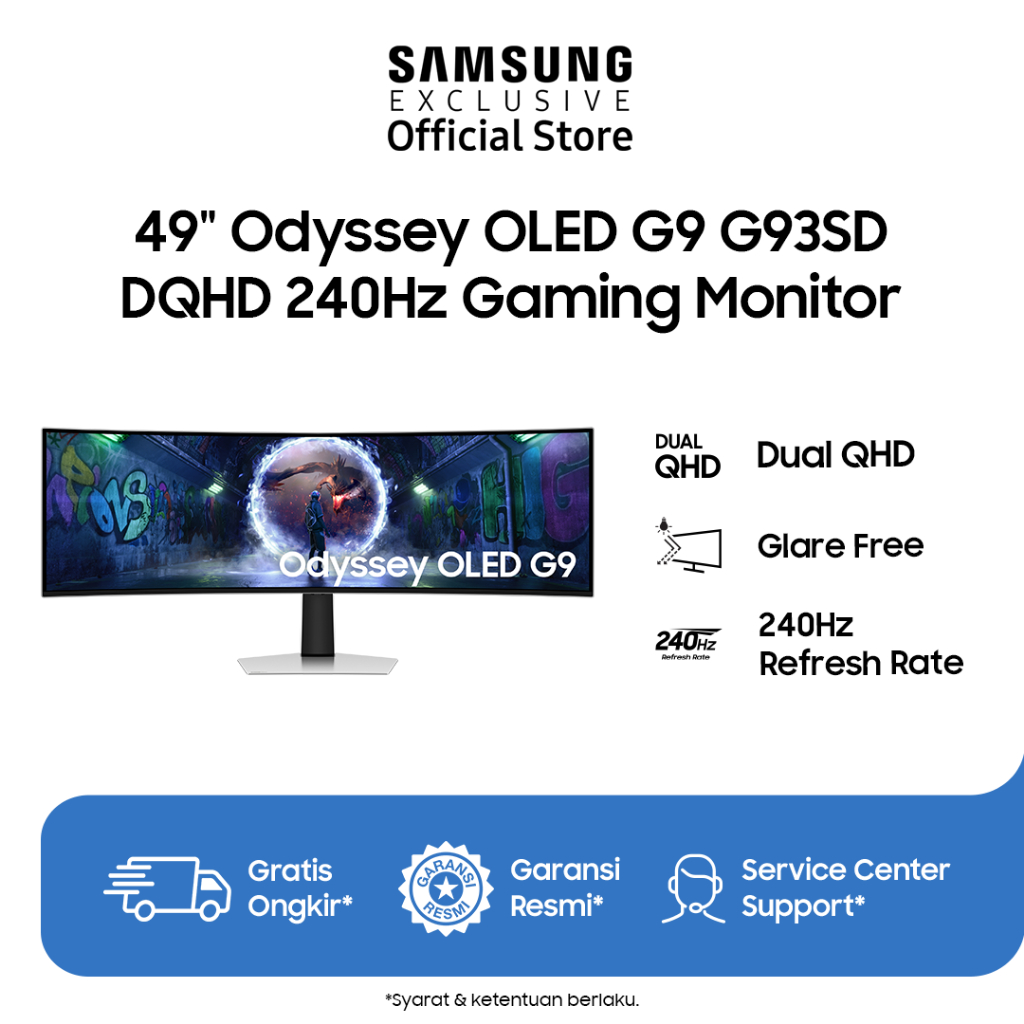 SAMSUNG
EXCLUSIVE
Official Store
49" Odyssey OLED G9 G93SD
DQHD 240Hz Gaming Monitor
Odyssey OLED G9
DUAL
QHD
Dual QHD
Glare Free
240Hz
Refresh Rate
240Hz
Refresh Rate
Gratis
Ongkir*
GARANSI
RESMI
Garansi
Resmi*
Service Center
Support*
*Syarat & ketentuan berlaku.